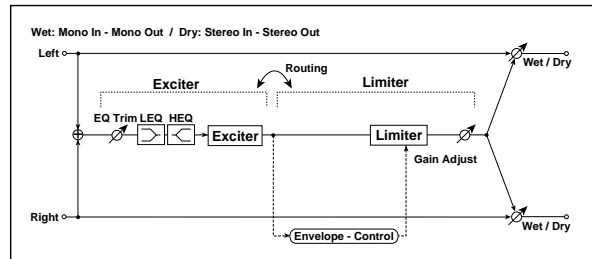 Wet: Mono In - Mono Out / Dry: Stereo In - Stereo Out
Left
Wet / Dry
Routing
Exciter
Limiter
EQ Trim LEQ HEQ
Exciter
Limiter
Gain Adjust
Right
Wet / Dry
Envelope - Control